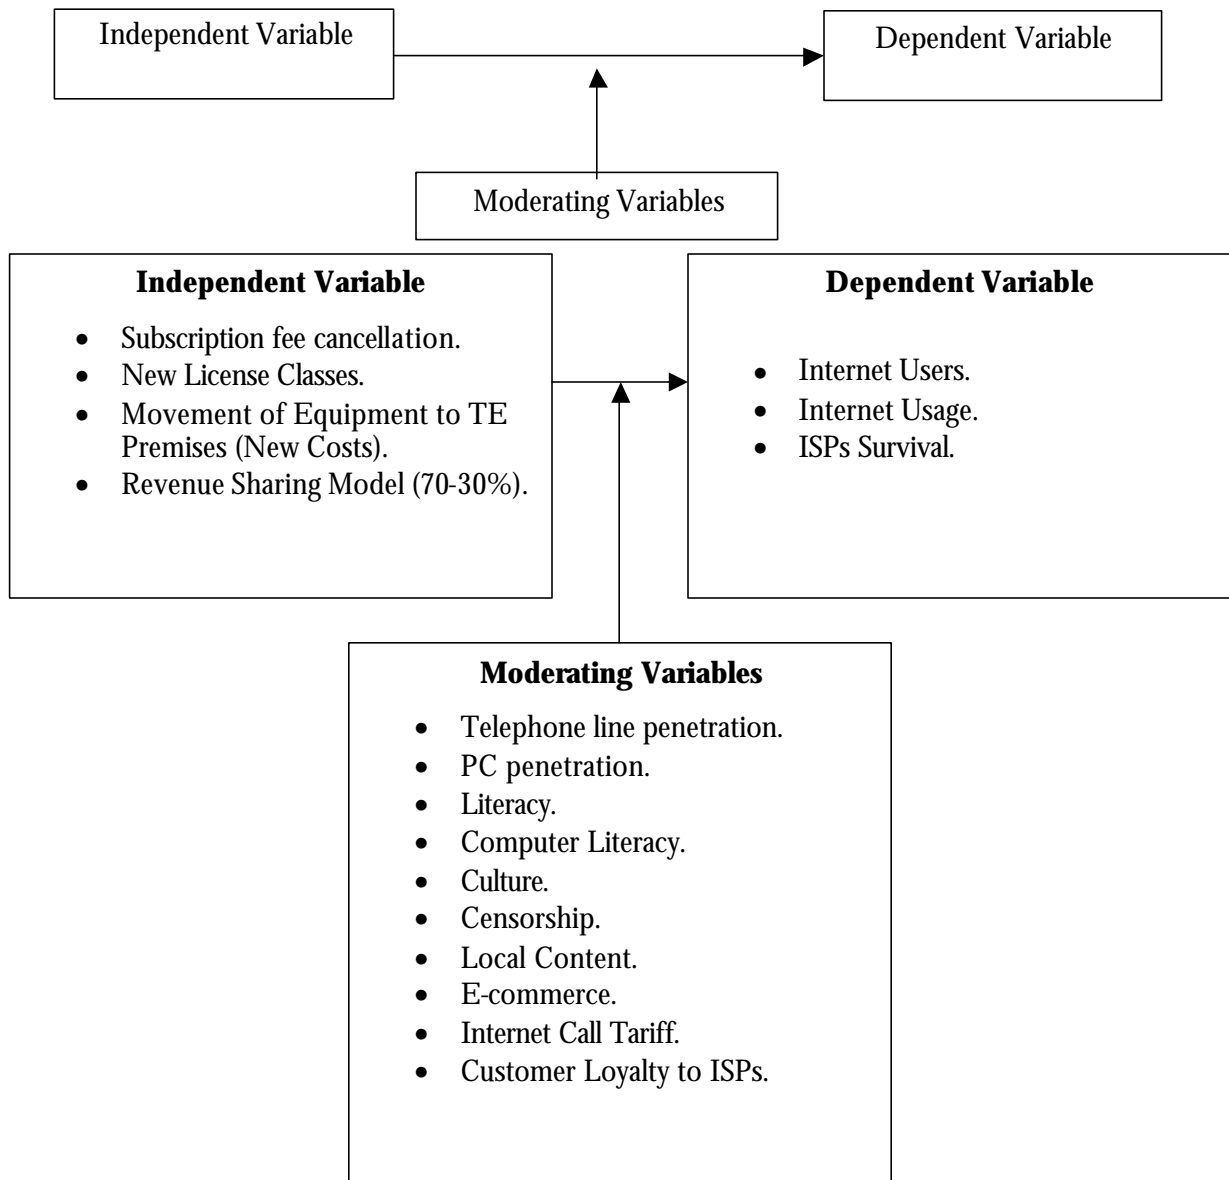 Independent Variable
Dependent Variable
Moderating Variables
Independent Variable
• Subscription fee cancellation.
• New License Classes.
• Movement of Equipment to TE
Premises (New Costs).
• Revenue Sharing Model (70-30%).
Dependent Variable
• Internet Users.
• Internet Usage.
• ISPs Survival.
Moderating Variables
• Telephone line penetration.
• PC penetration.
• Literacy.
• Computer Literacy.
• Culture.
• Censorship.
• Local Content.
• E-commerce.
• Internet Call Tariff.
• Customer Loyalty to ISPs.